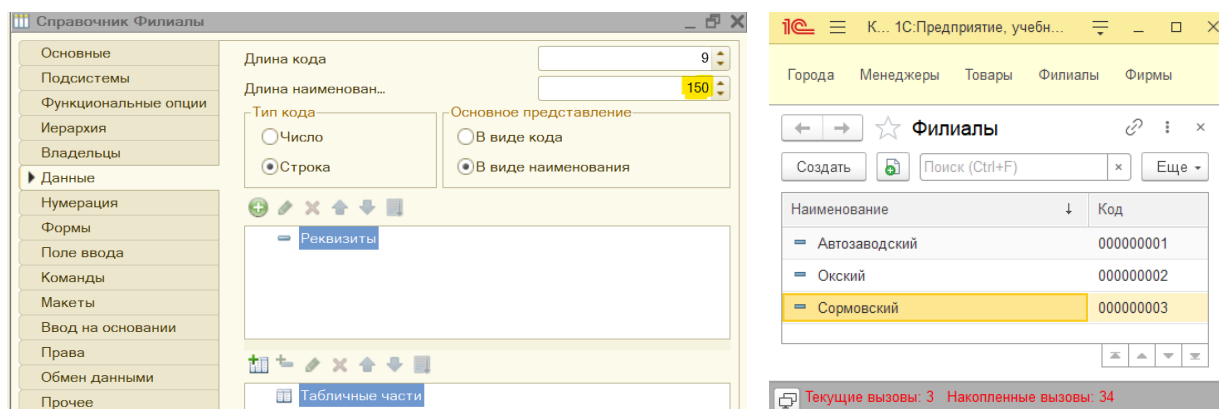 Справочник Филиалы
Основные
Подсистемы
Функциональные опции
Иерархия
Владельцы
Данные
Нумерация
Формы
Поле ввода
Команды
Макеты
Ввод на основании
Права
Обмен данными
Прочее
Длина кода 9
Длина наименован... 150
Тип кода
Число
Строка
Основное представление
В виде кода
В виде наименования
Реквизиты
Табличные части
1С К... 1С:Предприятие, учебн...
Города Менеджеры Товары Филиалы Фирмы
Филиалы
Создать Поиск (Ctrl+F) × Еще
Наименование ↓ Код
Автозаводский 000000001
Окский 000000002
Сормовский 000000003
Текущие вызовы: 3 Накопленные вызовы: 34